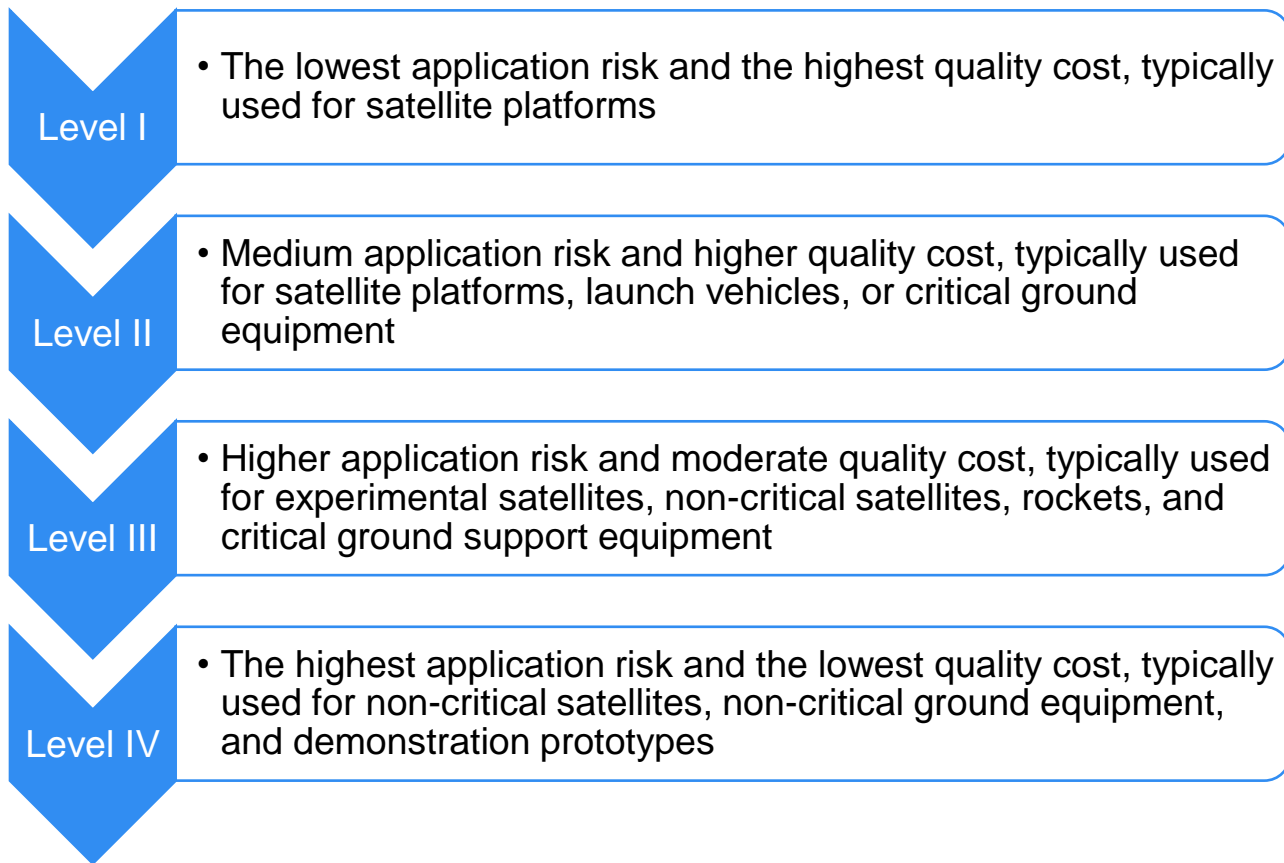 Level I
• The lowest application risk and the highest quality cost, typically
used for satellite platforms
Level II
• Medium application risk and higher quality cost, typically used
for satellite platforms, launch vehicles, or critical ground
equipment
Level III
• Higher application risk and moderate quality cost, typically used
for experimental satellites, non-critical satellites, rockets, and
critical ground support equipment
Level IV
• The highest application risk and the lowest quality cost, typically
used for non-critical satellites, non-critical ground equipment,
and demonstration prototypes